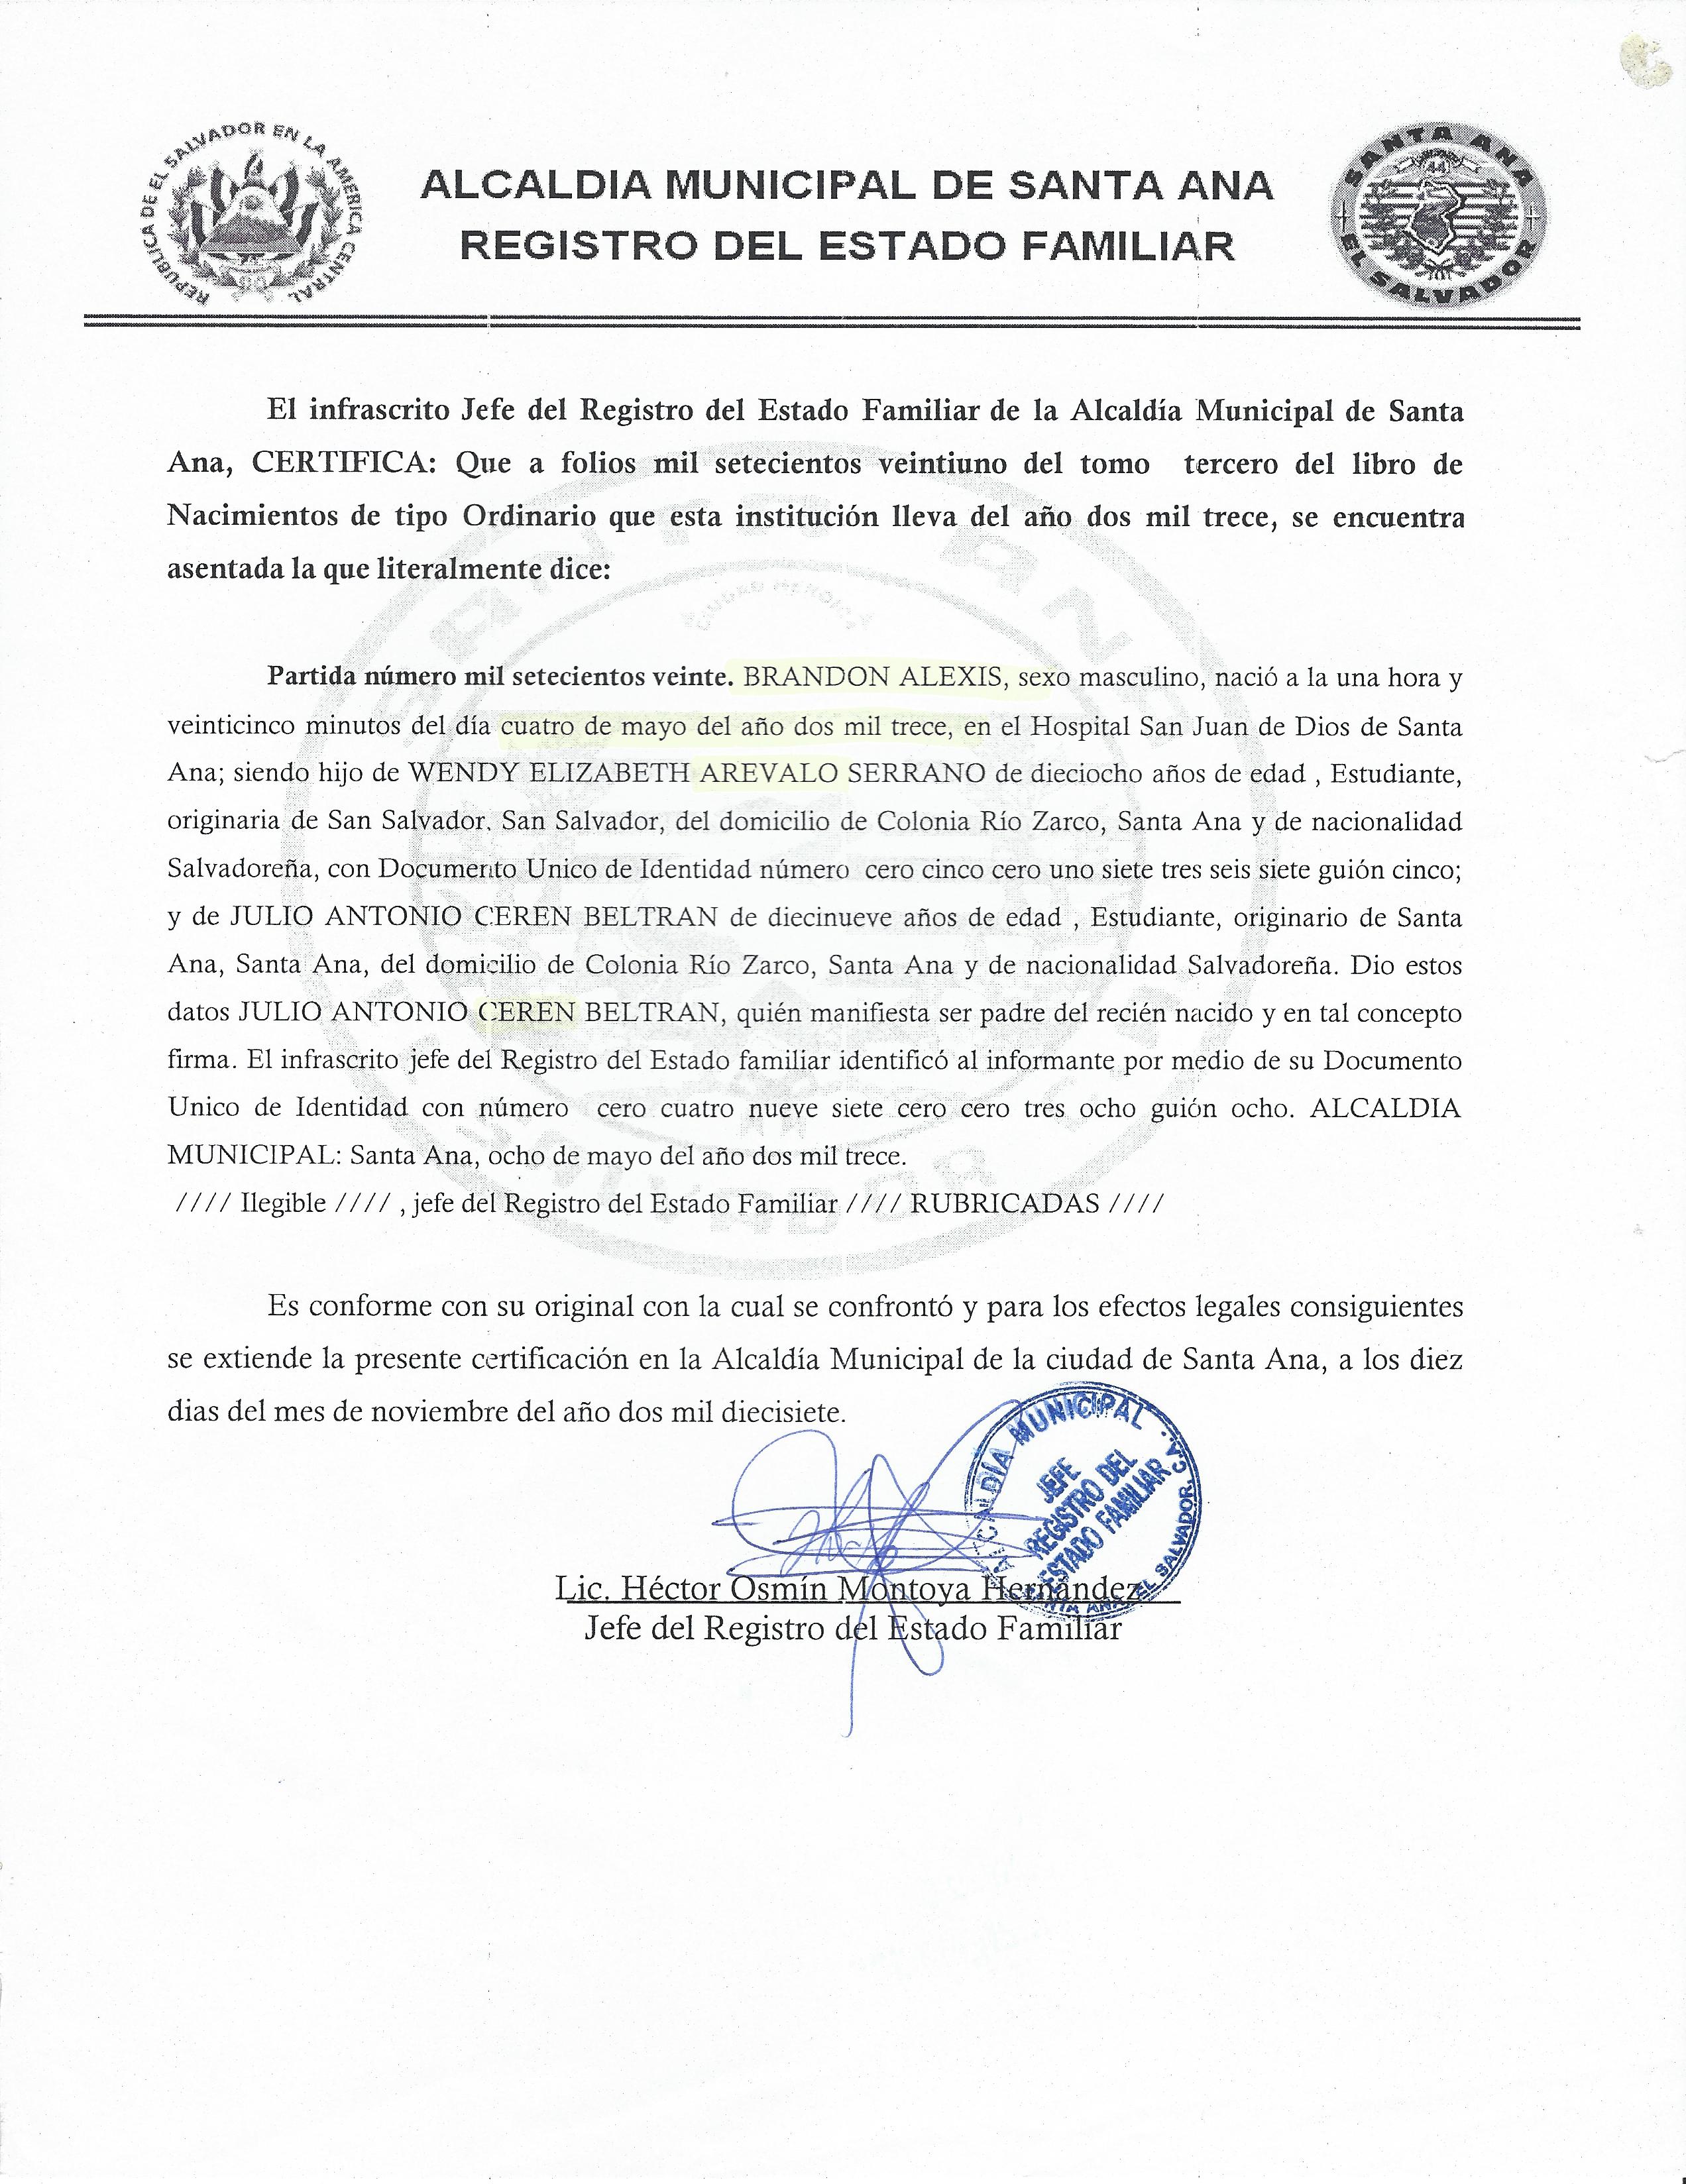 REPUBLICA DE EL SALVADOR EN LA AMERICA CENTRAL
ALCALDIA MUNICIPAL DE SANTA ANA
REGISTRO DEL ESTADO FAMILIAR
SANTA ANA
44
EL SALVADOR
El infrascrito Jefe del Registro del Estado Familiar de la Alcaldía Municipal de Santa
Ana, CERTIFICA: Que a folios mil setecientos veintiuno del tomo tercero del libro de
Nacimientos de tipo Ordinario que esta institución lleva del año dos mil trece, se encuentra
asentada la que literalmente dice:
CIUDAD HEROICA
Partida número mil setecientos veinte. BRANDON ALEXIS, sexo masculino, nació a la una hora y
veinticinco minutos del día cuatro de mayo del año dos mil trece, en el Hospital San Juan de Dios de Santa
Ana; siendo hijo de WENDY ELIZABETH AREVALO SERRANO de dieciocho años de edad , Estudiante,
originaria de San Salvador. San Salvador, del domicilio de Colonia Río Zarco, Santa Ana y de nacionalidad
Salvadoreña, con Documento Unico de Identidad número cero cinco cero uno siete tres seis siete guión cinco;
y de JULIO ANTONIO CEREN BELTRAN de diecinueve años de edad , Estudiante, originario de Santa
Ana, Santa Ana, del domicilio de Colonia Río Zarco, Santa Ana y de nacionalidad Salvadoreña. Dio estos
datos JULIO ANTONIO CEREN BELTRAN, quién manifiesta ser padre del recién nacido y en tal concepto
firma. El infrascrito jefe del Registro del Estado familiar identificó al informante por medio de su Documento
Unico de Identidad con número cero cuatro nueve siete cero cero tres ocho guión ocho. ALCALDIA
MUNICIPAL: Santa Ana, ocho de mayo del año dos mil trece.
//// Ilegible //// , jefe del Registro del Estado Familiar //// RUBRICADAS ////
Es conforme con su original con la cual se confrontó y para los efectos legales consiguientes
se extiende la presente certificación en la Alcaldía Municipal de la ciudad de Santa Ana, a los diez
dias del mes de noviembre del año dos mil diecisiete.
ALCALDIA MUNICIPAL
JEFE
REGISTRO DEL
ESTADO FAMILIAR
SANTA ANA, EL SALVADOR, C.A.
Lic. Héctor Osmín Montoya Hernández
Jefe del Registro del Estado Familiar